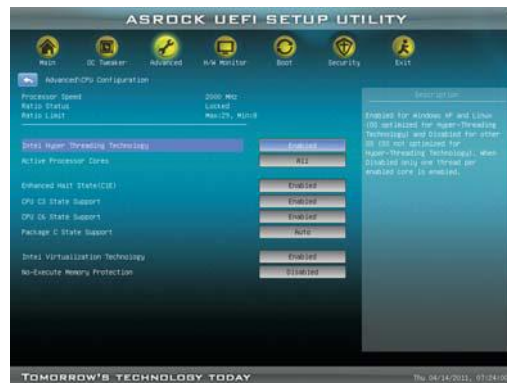 ASROCK UEFI SETUP UTILITY
Main OC Tweaker Advanced H/W Monitor Boot Security Exit
Advanced\CPU Configuration
Description
Processor Speed 2000 MHz
Ratio Status Locked
Ratio Limit Max:25, Min:8
Intel Hyper Threading Technology Enabled
Active Processor Cores All
Enhanced Halt State(C1E) Enabled
CPU C3 State Support Enabled
CPU C6 State Support Enabled
Package C State Support Auto
Intel Virtualization Technology Enabled
No-Execute Memory Protection Disabled
Enabled for Windows XP and Linux
(OS optimized for Hyper-Threading
Technology) and Disabled for other
OS (OS not optimized for
Hyper-Threading Technology). When
Disabled only one thread per
enabled core is enabled.
TOMORROW'S TECHNOLOGY TODAY
Thu 04/14/2011,